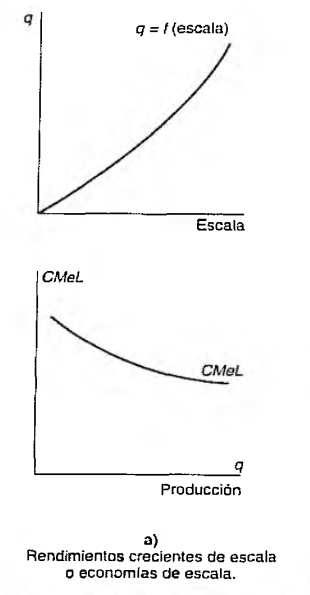 q
q = f (escala)
Escala
CMeL
CMeL
q
Producción
a)
Rendimientos crecientes de escala
o economías de escala.